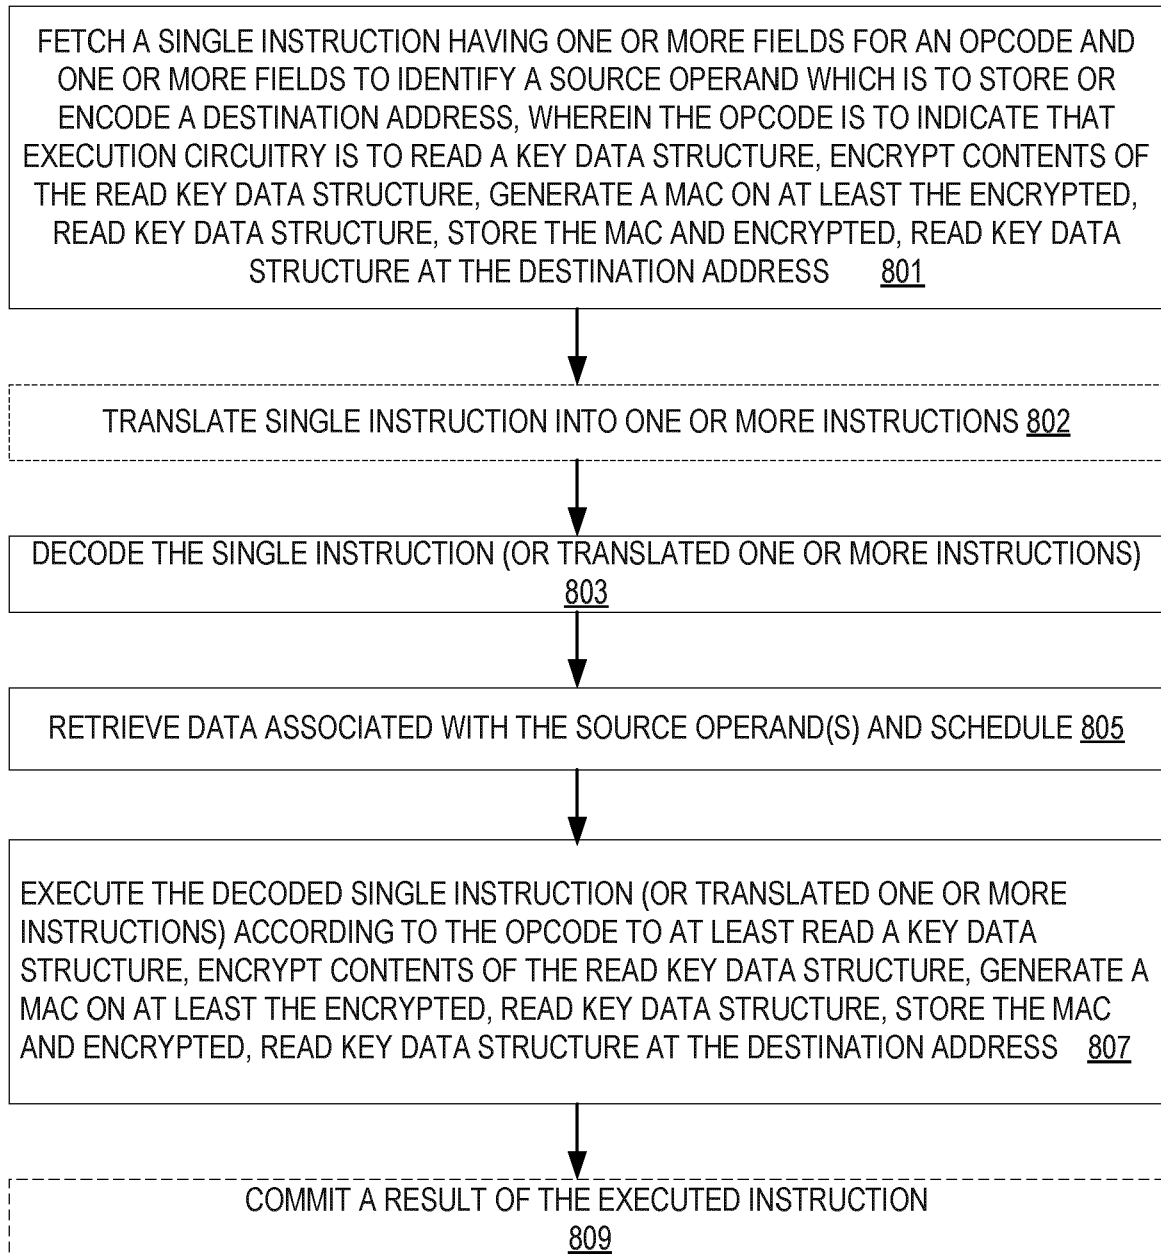 FETCH A SINGLE INSTRUCTION HAVING ONE OR MORE FIELDS FOR AN OPCODE AND
ONE OR MORE FIELDS TO IDENTIFY A SOURCE OPERAND WHICH IS TO STORE OR
ENCODE A DESTINATION ADDRESS, WHEREIN THE OPCODE IS TO INDICATE THAT
EXECUTION CIRCUITRY IS TO READ A KEY DATA STRUCTURE, ENCRYPT CONTENTS OF
THE READ KEY DATA STRUCTURE, GENERATE A MAC ON AT LEAST THE ENCRYPTED,
READ KEY DATA STRUCTURE, STORE THE MAC AND ENCRYPTED, READ KEY DATA
STRUCTURE AT THE DESTINATION ADDRESS 801
TRANSLATE SINGLE INSTRUCTION INTO ONE OR MORE INSTRUCTIONS 802
DECODE THE SINGLE INSTRUCTION (OR TRANSLATED ONE OR MORE INSTRUCTIONS)
803
RETRIEVE DATA ASSOCIATED WITH THE SOURCE OPERAND(S) AND SCHEDULE 805
EXECUTE THE DECODED SINGLE INSTRUCTION (OR TRANSLATED ONE OR MORE
INSTRUCTIONS) ACCORDING TO THE OPCODE TO AT LEAST READ A KEY DATA
STRUCTURE, ENCRYPT CONTENTS OF THE READ KEY DATA STRUCTURE, GENERATE A
MAC ON AT LEAST THE ENCRYPTED, READ KEY DATA STRUCTURE, STORE THE MAC
AND ENCRYPTED, READ KEY DATA STRUCTURE AT THE DESTINATION ADDRESS 807
COMMIT A RESULT OF THE EXECUTED INSTRUCTION
809